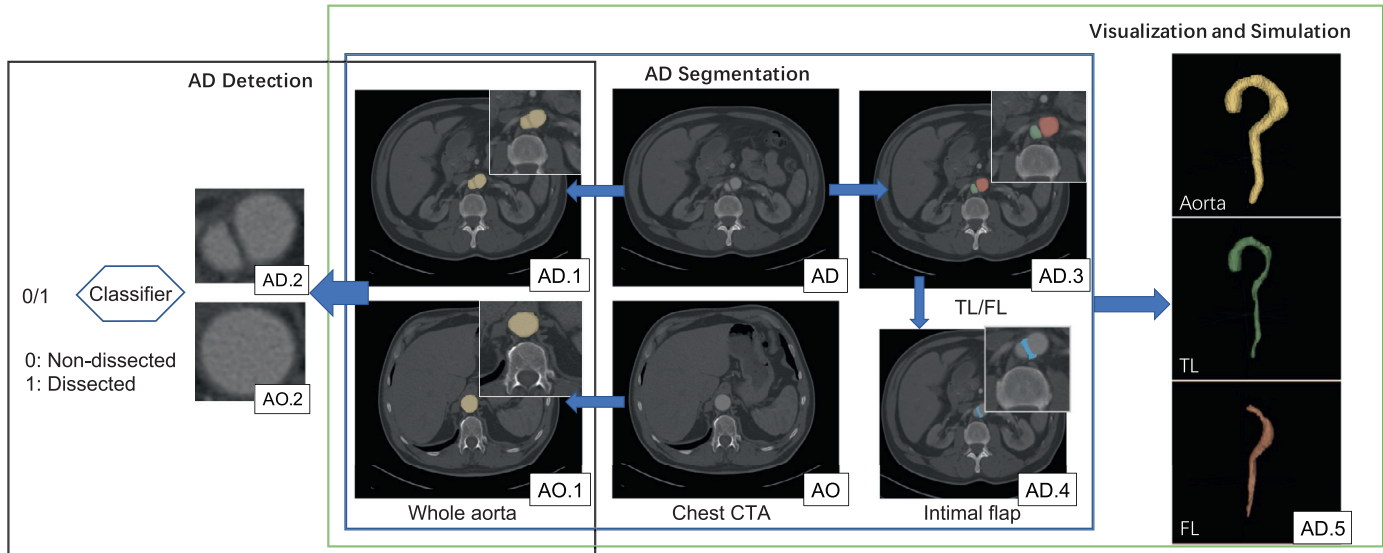 Visualization and Simulation
AD Detection
AD Segmentation
AD.1
AD
AD.3
Aorta
AD.2
0/1
Classifier
TL/FL
0: Non-dissected
1: Dissected
AO.2
TL
AO.1
AO
AD.4
Whole aorta
Chest CTA
Intimal flap
FL
AD.5